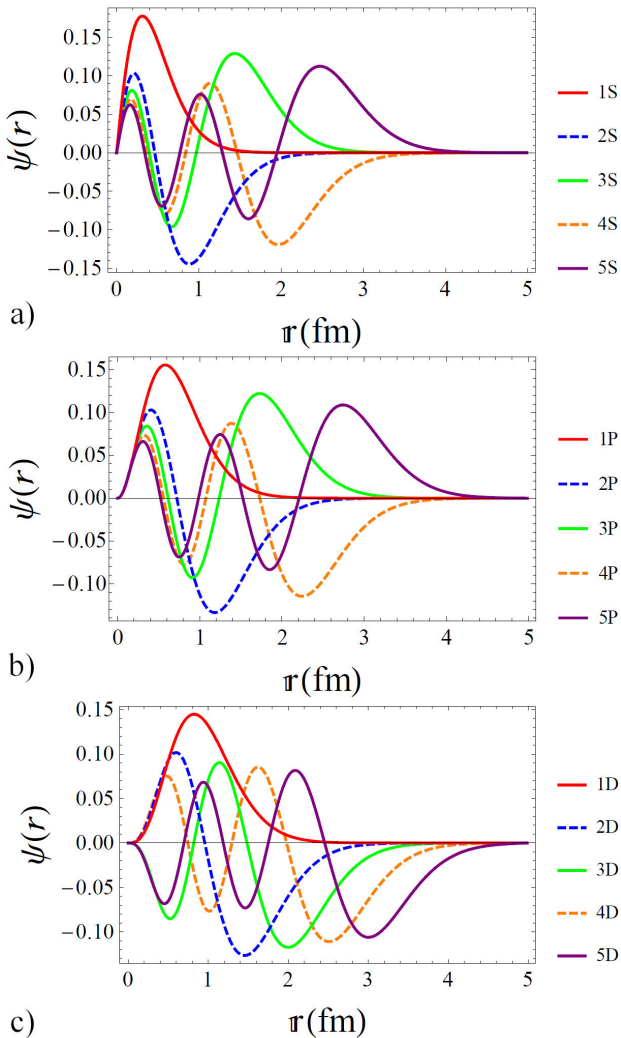 0.15
0.10
0.05
0.00
−0.05
−0.10
−0.15
ψ(r)
0 1 2 3 4 5
r(fm)
1S
2S
3S
4S
5S
a)
0.15
0.10
0.05
0.00
−0.05
−0.10
ψ(r)
0 1 2 3 4 5
r(fm)
1P
2P
3P
4P
5P
b)
0.15
0.10
0.05
0.00
−0.05
−0.10
ψ(r)
0 1 2 3 4 5
r(fm)
1D
2D
3D
4D
5D
c)